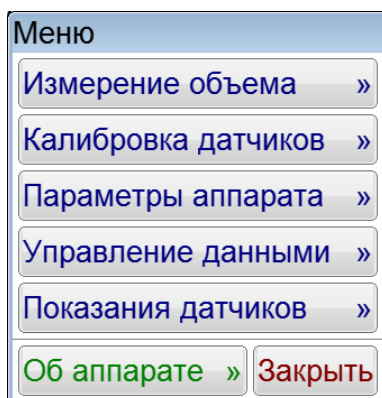 Меню
Измерение объема »
Калибровка датчиков »
Параметры аппарата »
Управление данными »
Показания датчиков »
Об аппарате » Закрыть